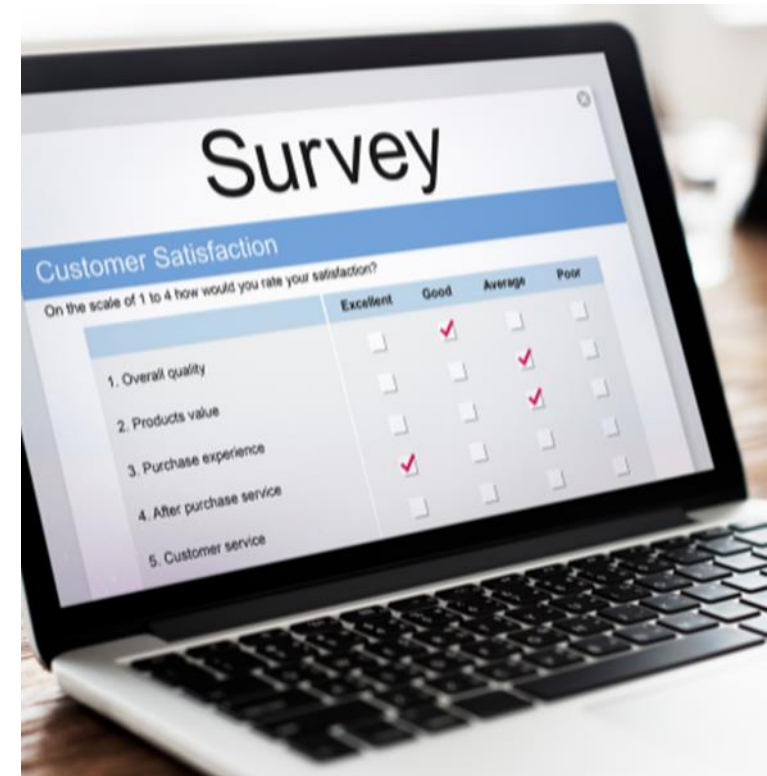 Survey
Customer Satisfaction
On the scale of 1 to 4 how would you rate your satisfaction?
Excellent Good Average Poor
1. Overall quality
2. Products value
3. Purchase experience
4. After purchase service
5. Customer service